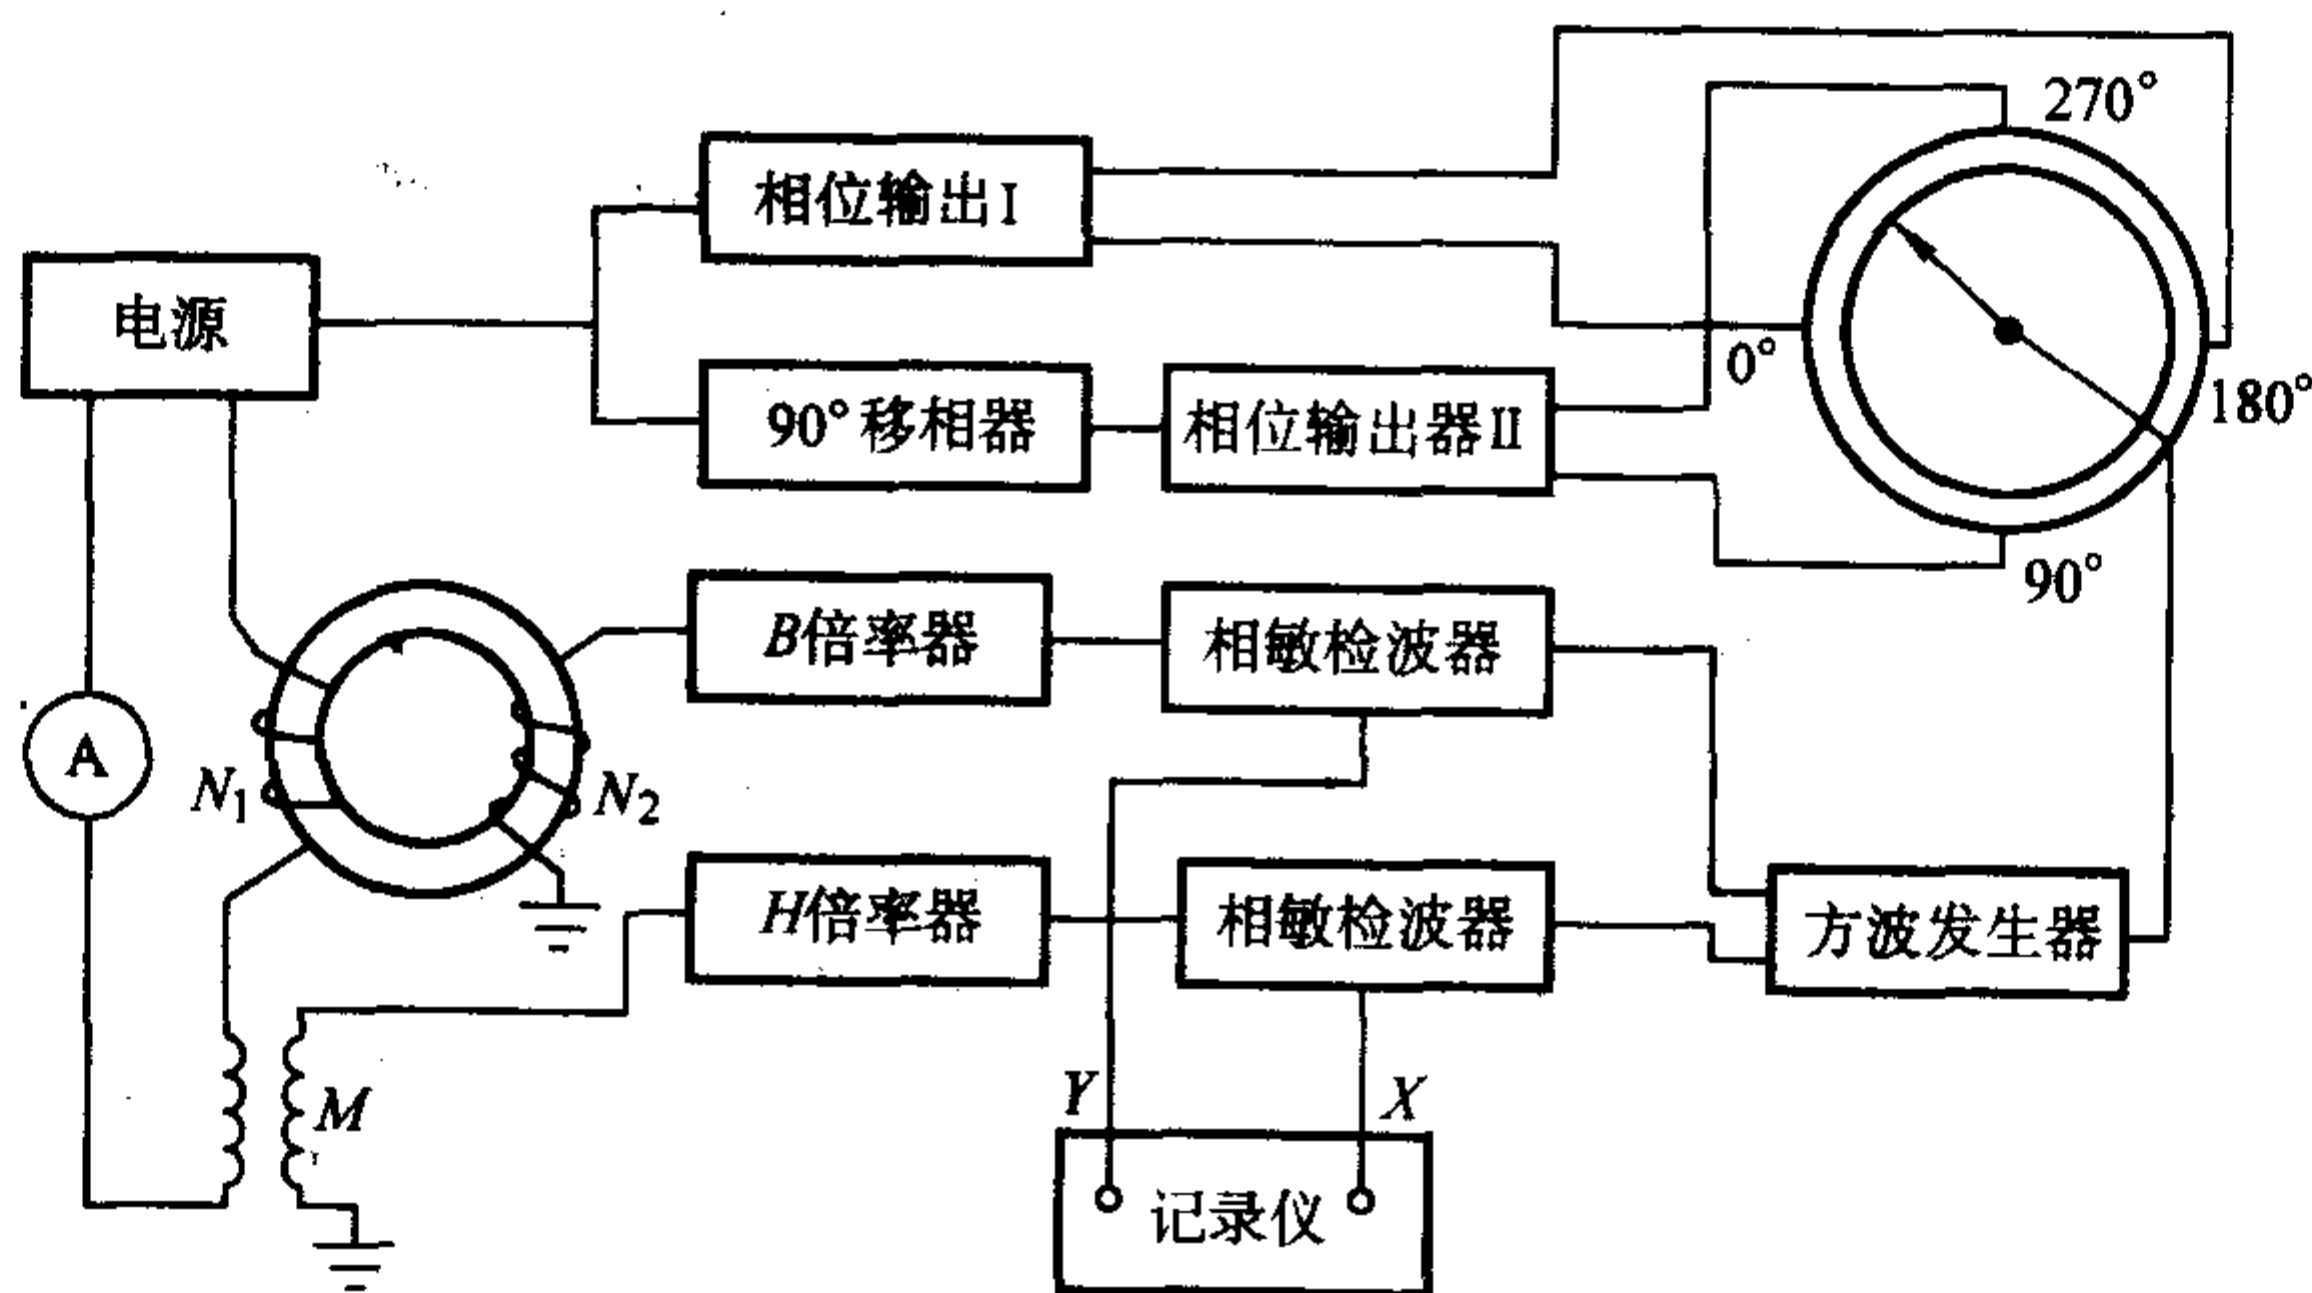 270°
相位输出I
电源
0°
180°
90°移相器
相位输出器II
90°
B倍率器
相敏检波器
A
N1
N2
H倍率器
相敏检波器
方波发生器
M
Y
X
记录仪